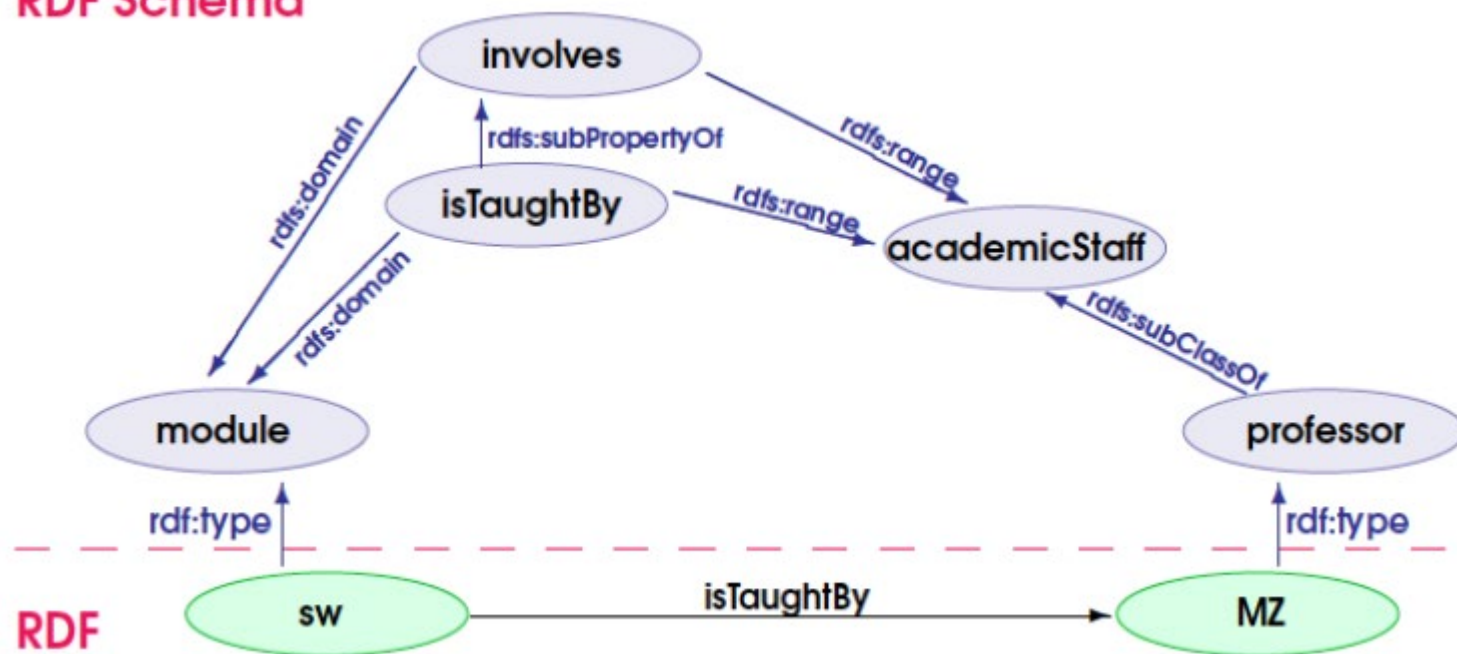 RDF Schema
involves
rdfs:domain
rdfs:subPropertyOf
rdfs:range
isTaughtBy
rdfs:range
rdfs:domain
academicStaff
rdfs:subClassOf
module
professor
rdf:type
rdf:type
RDF
sw
isTaughtBy
MZ